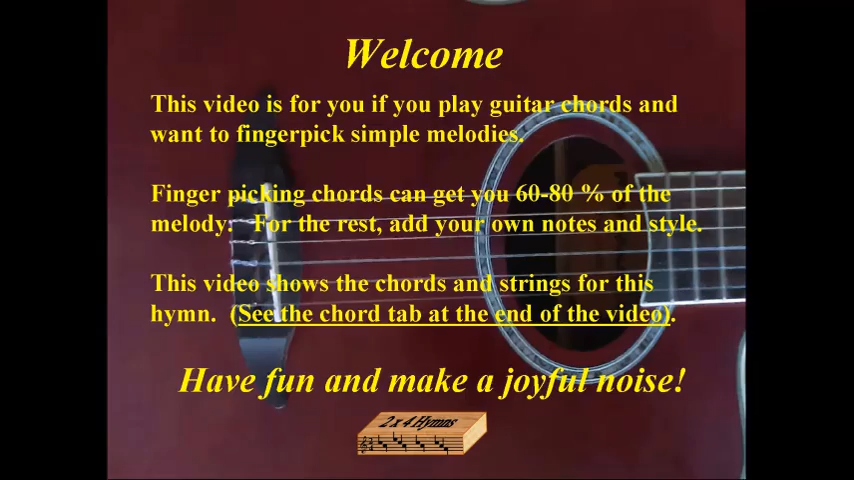 Welcome
This video is for you if you play guitar chords and
want to fingerpick simple melodies.
Finger picking chords can get you 60-80 % of the
melody:   For the rest, add your own notes and style.
This video shows the chords and strings for this
hymn.  (See the chord tab at the end of the video).
Have fun and make a joyful noise!
2 x 4 Hymns